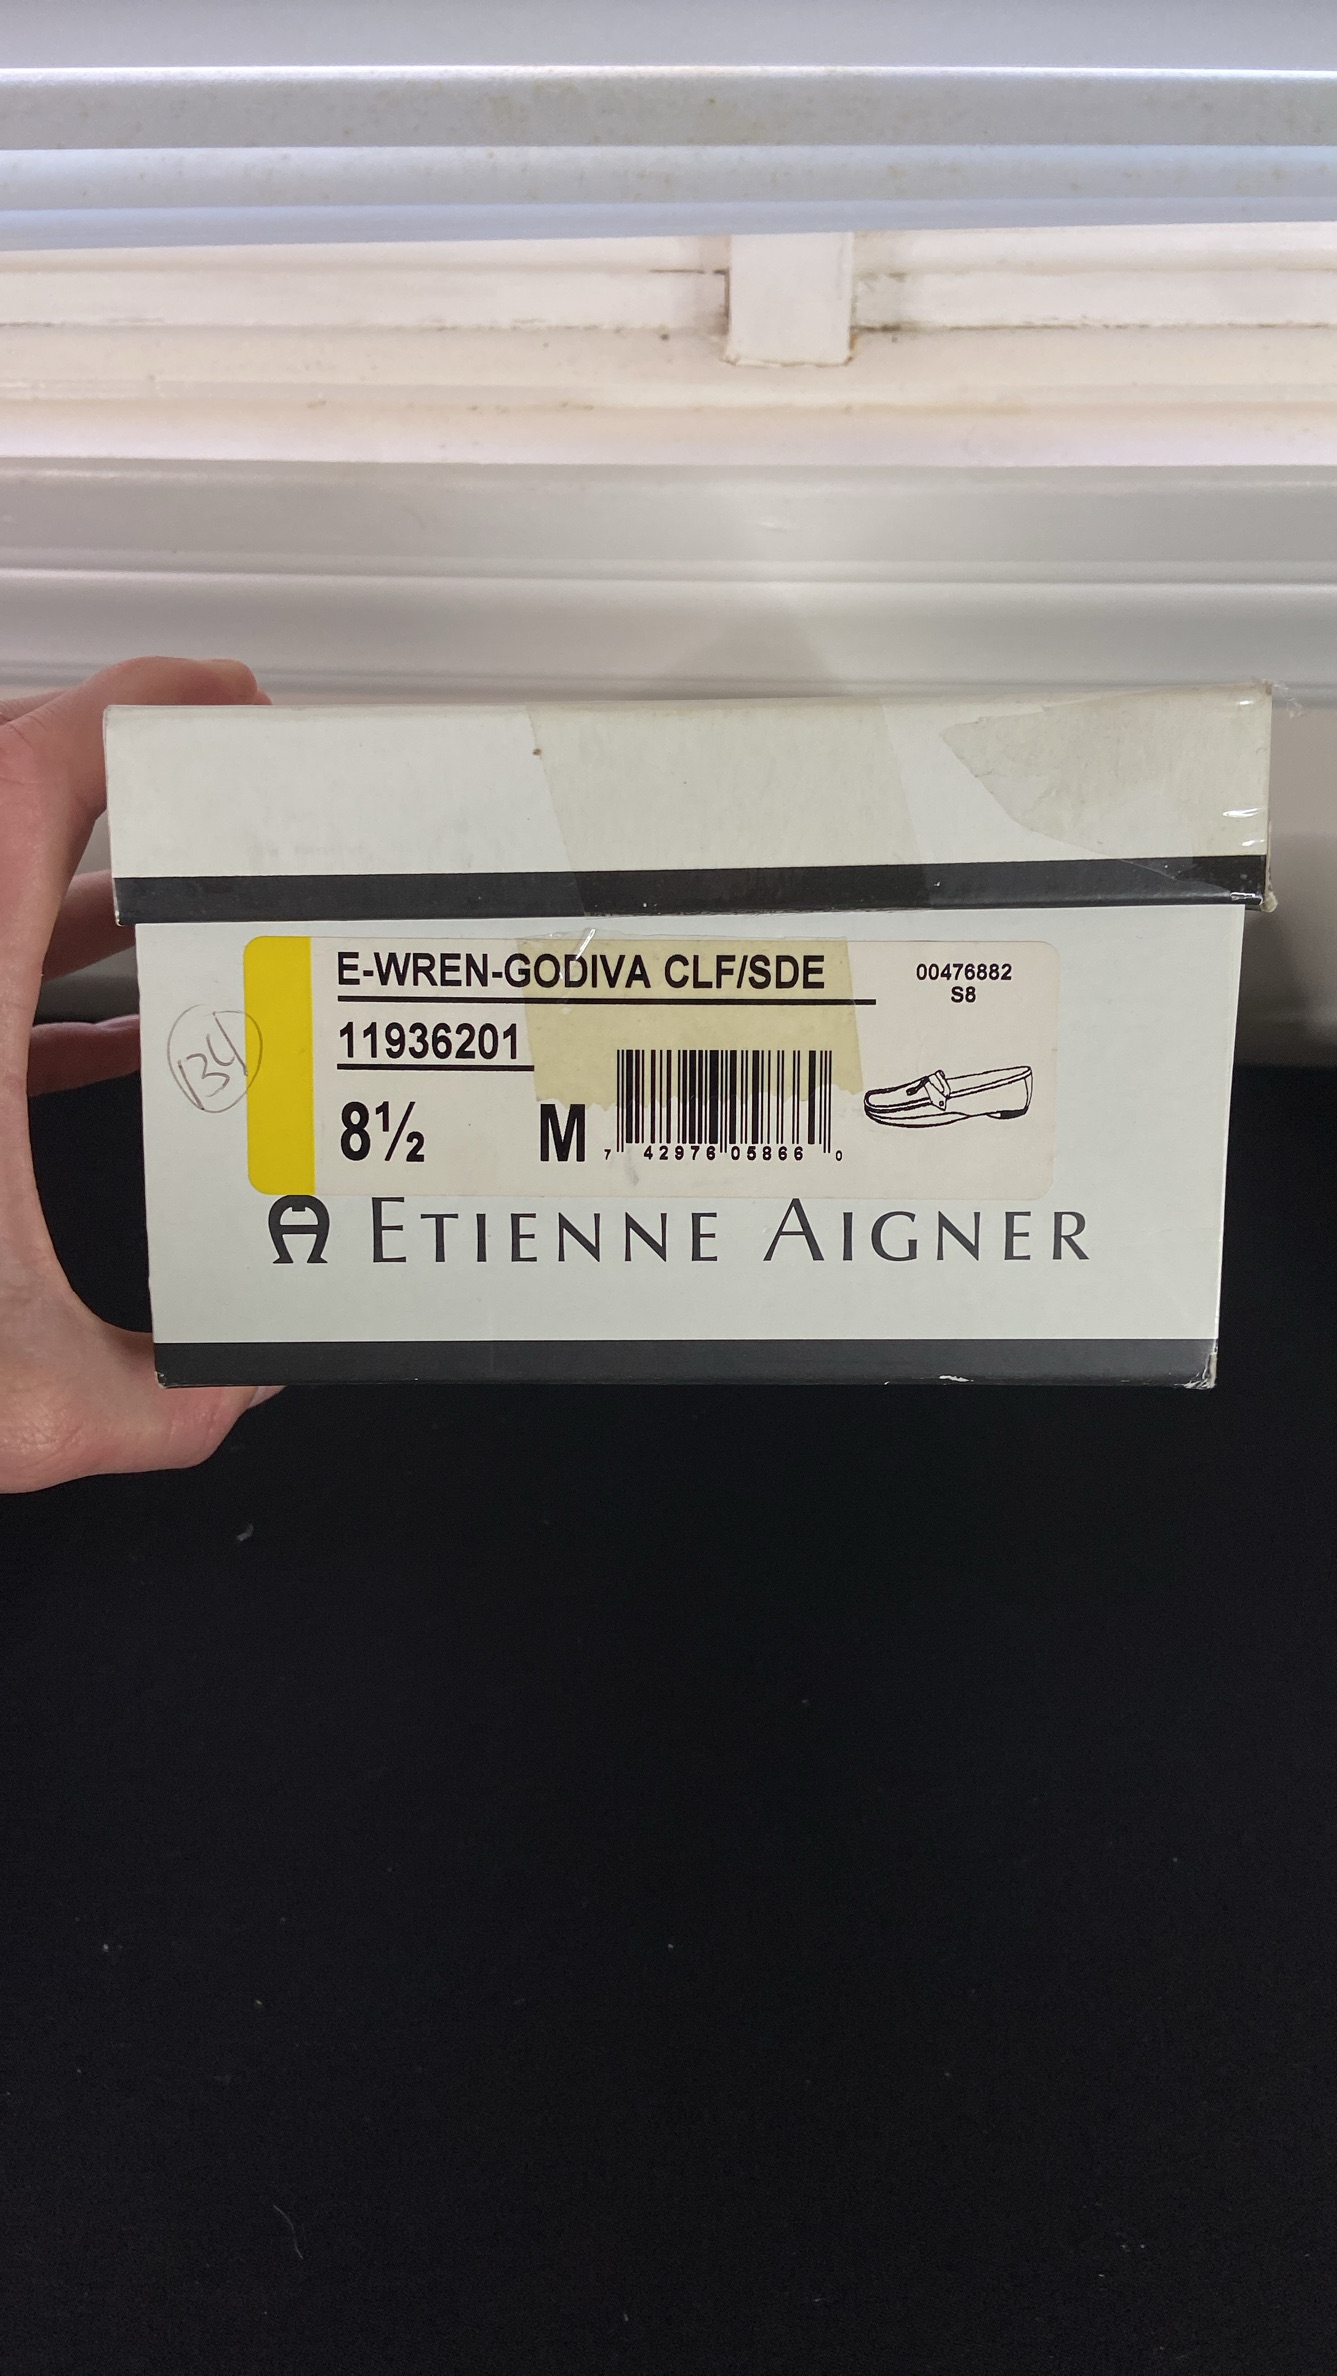 E-WREN-GODIVA CLF/SDE
00476882
S8
11936201
134
8½ M
7 42976 05866 0
ETIENNE AIGNER